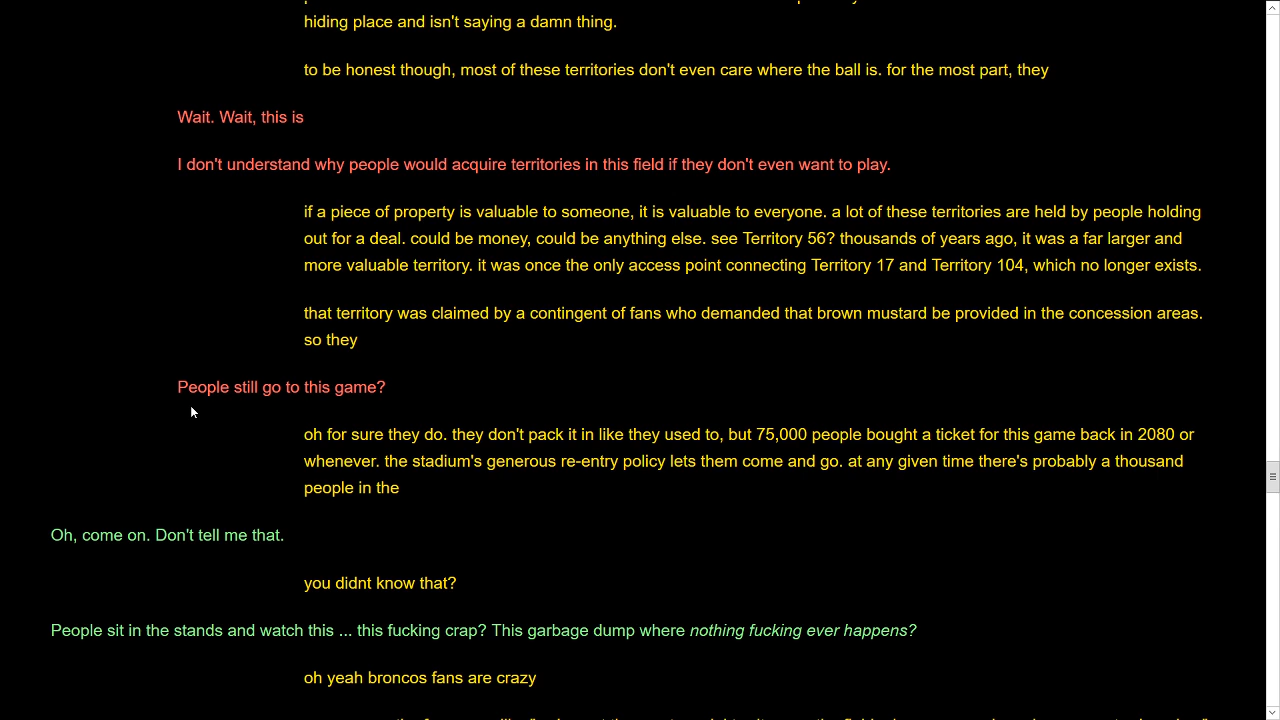 hiding place and isn't saying a damn thing.
to be honest though, most of these territories don't even care where the ball is. for the most part, they
Wait. Wait, this is
I don't understand why people would acquire territories in this field if they don't even want to play.
if a piece of property is valuable to someone, it is valuable to everyone. a lot of these territories are held by people holding
out for a deal. could be money, could be anything else. see Territory 56? thousands of years ago, it was a far larger and
more valuable territory. it was once the only access point connecting Territory 17 and Territory 104, which no longer exists.
that territory was claimed by a contingent of fans who demanded that brown mustard be provided in the concession areas.
so they
People still go to this game?
oh for sure they do. they don't pack it in like they used to, but 75,000 people bought a ticket for this game back in 2080 or
whenever. the stadium's generous re-entry policy lets them come and go. at any given time there's probably a thousand
people in the
Oh, come on. Don't tell me that.
you didnt know that?
People sit in the stands and watch this ... this fucking crap? This garbage dump where nothing fucking ever happens?
oh yeah broncos fans are crazy